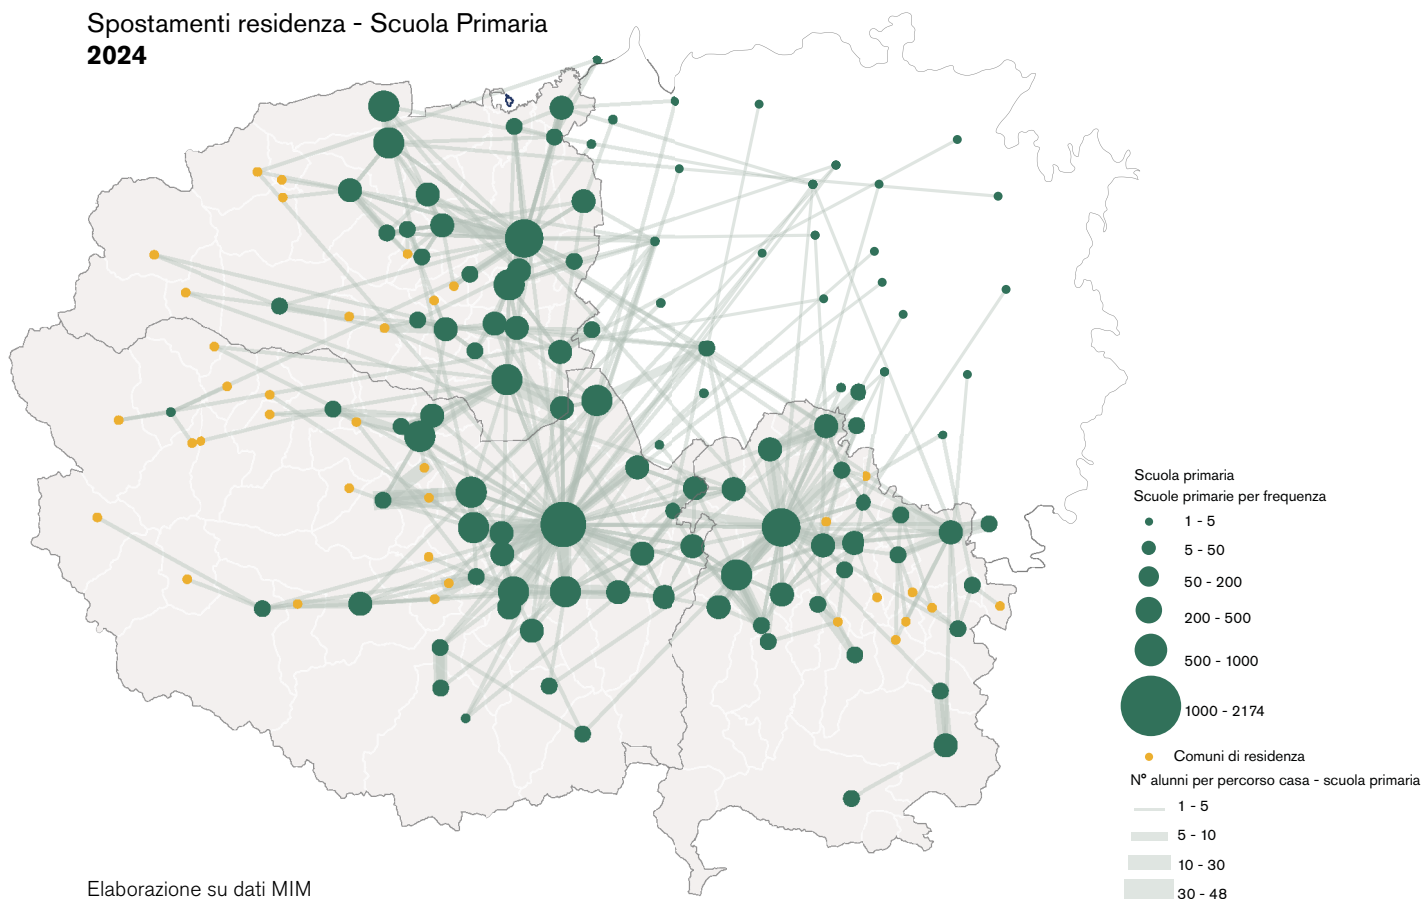 Spostamenti residenza - Scuola Primaria
2024
Scuola primaria
Scuole primarie per frequenza
1 - 5
5 - 50
50 - 200
200 - 500
500 - 1000
1000 - 2174
Comuni di residenza
N° alunni per percorso casa - scuola primaria
1 - 5
5 - 10
10 - 30
30 - 48
Elaborazione su dati MIM